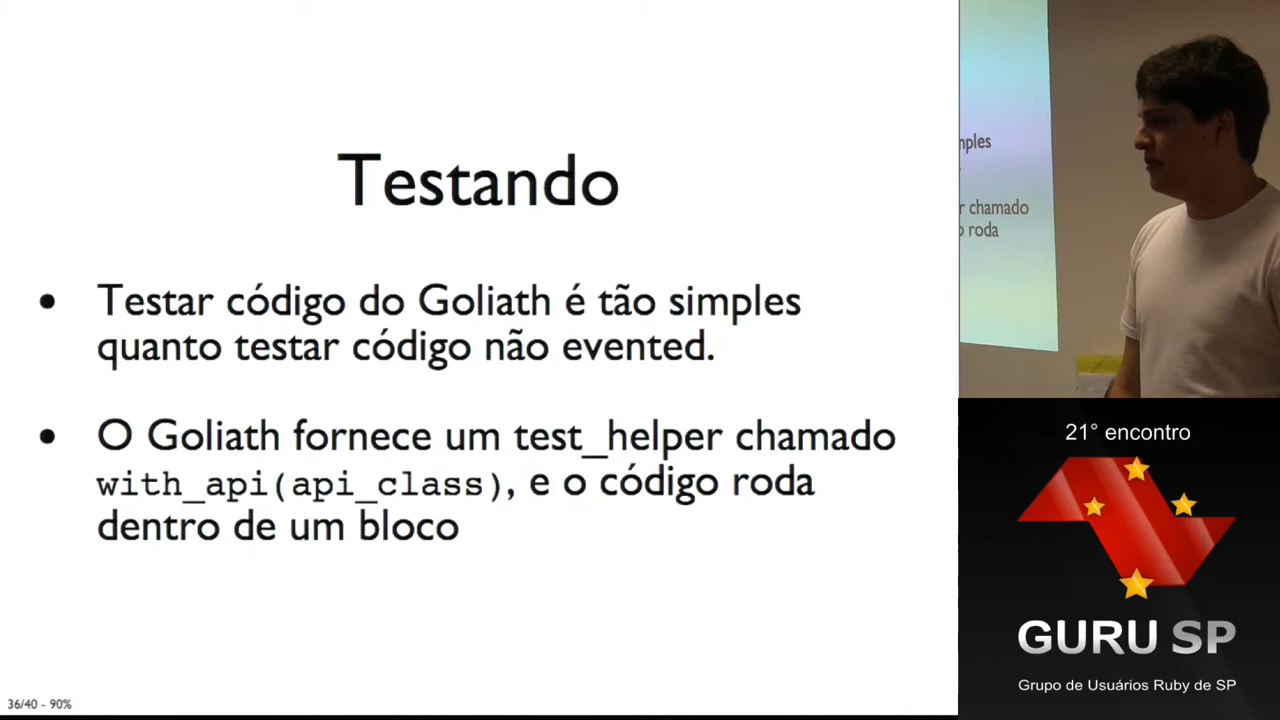 Testando
• Testar código do Goliath é tão simples
quanto testar código não evented.
• O Goliath fornece um test_helper chamado
with_api(api_class), e o código roda
dentro de um bloco
36/40 - 90%
nples
r chamado
o roda
21° encontro
GURU SP
Grupo de Usuários Ruby de SP